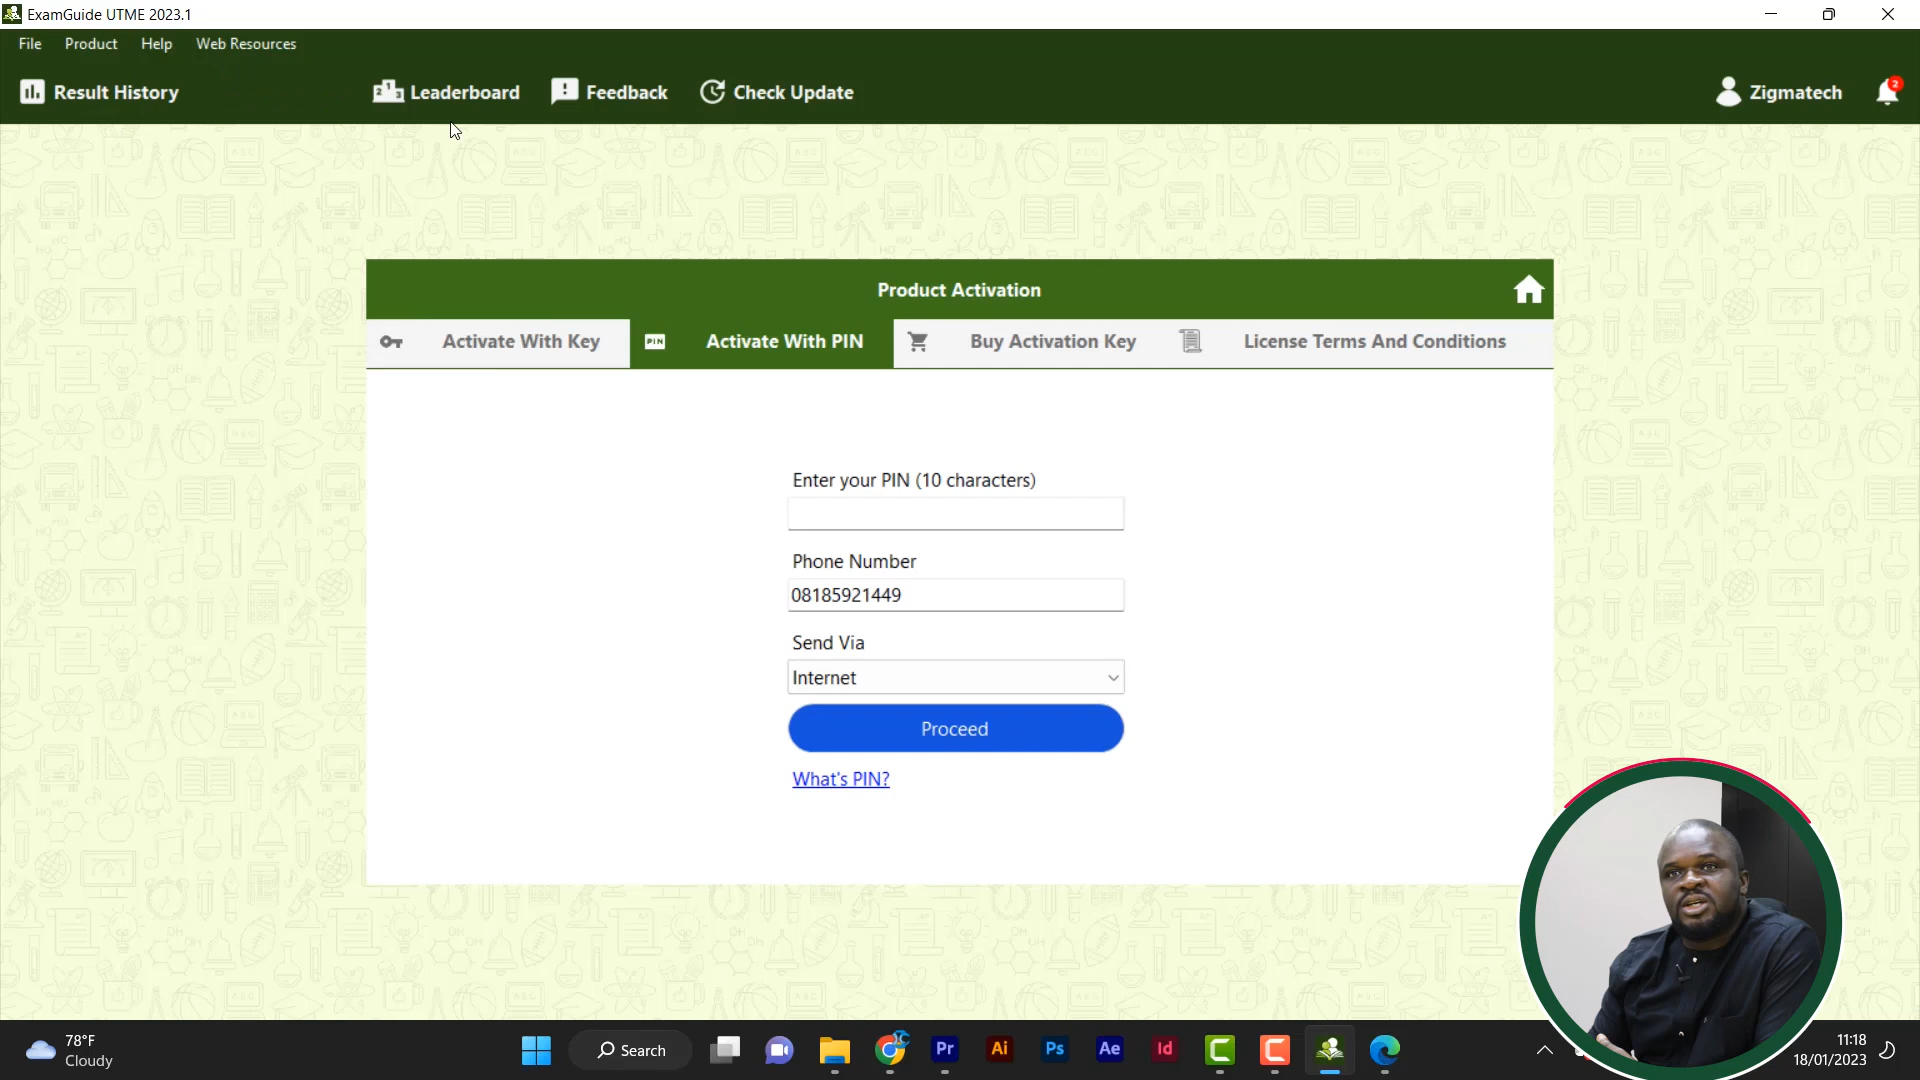 ExamGuide UTME 2023.1
File Product Help Web Resources
Result History Leaderboard Feedback Check Update Zigmatech 2
Product Activation
Activate With Key PIN Activate With PIN Buy Activation Key License Terms And Conditions
Enter your PIN (10 characters)
Phone Number
08185921449
Send Via
Internet
Proceed
What's PIN?
78°F
Cloudy
Search
Pr Ai Ps Ae Id
11:18
18/01/2023